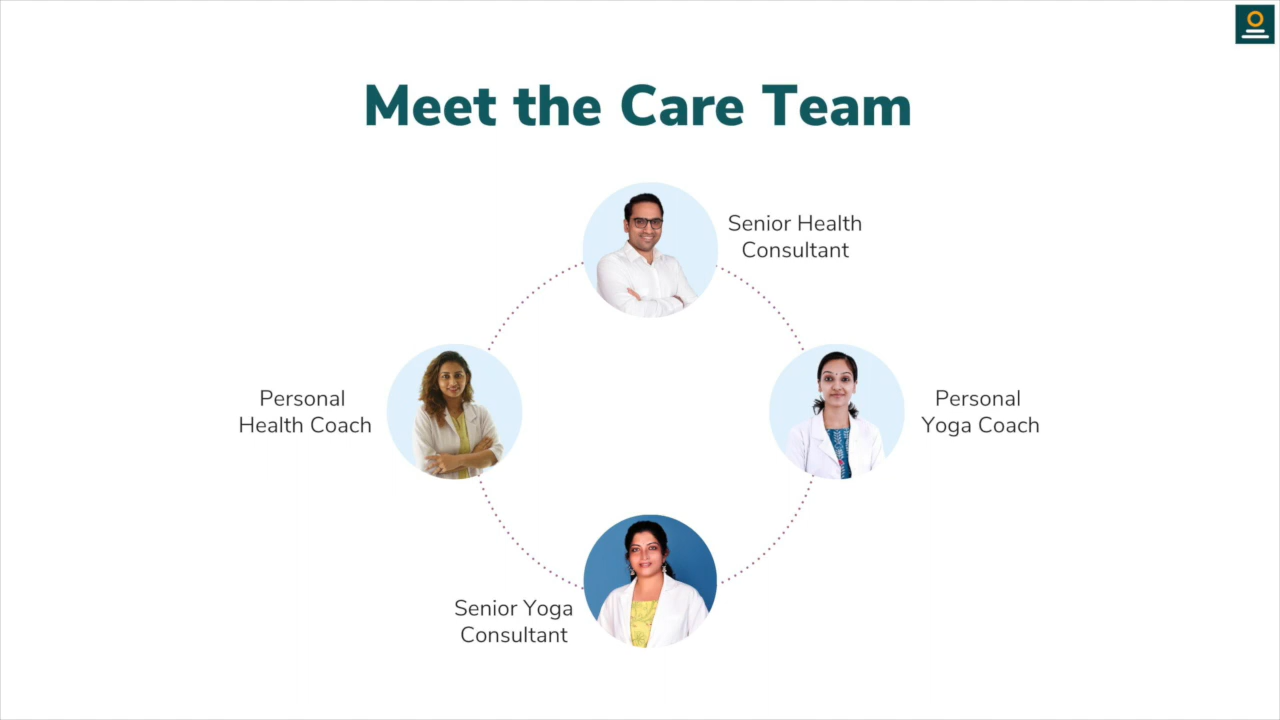 Meet the Care Team
Senior Health
Consultant
Personal
Health Coach
Personal
Yoga Coach
Senior Yoga
Consultant